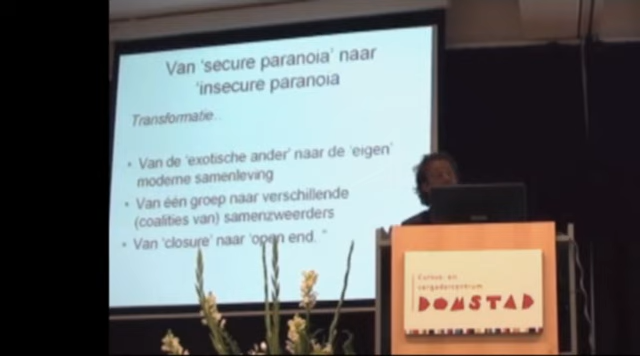 Van 'secure paranoia' naar
'insecure paranoia
Transformatie..
• Van de 'exotische ander' naar de 'eigen'
moderne samenleving
• Van één groep naar verschillende
(coalities van) samenzweerders
• Van 'closure' naar 'open end. "
Cursus- en
vergadercentrum
DOMSTAD